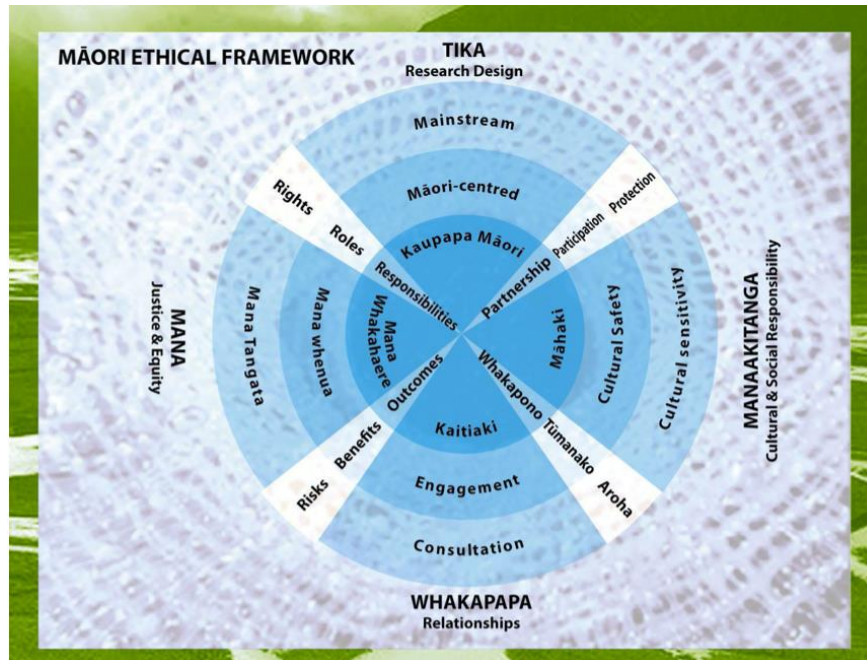 MĀORI ETHICAL FRAMEWORK
TIKA
Research Design
Mainstream
Māori-centred
Kaupapa Māori
Rights
Roles
Responsibilities
Protection
Participation
Partnership
MANA
Justice & Equity
Mana Tangata
Mana whenua
Mana
Whakahaere
Māhaki
Cultural Safety
Cultural sensitivity
MANAAKITANGA
Cultural & Social Responsibility
Outcomes
Benefits
Risks
Whakapono
Tūmanako
Aroha
Kaitiaki
Engagement
Consultation
WHAKAPAPA
Relationships